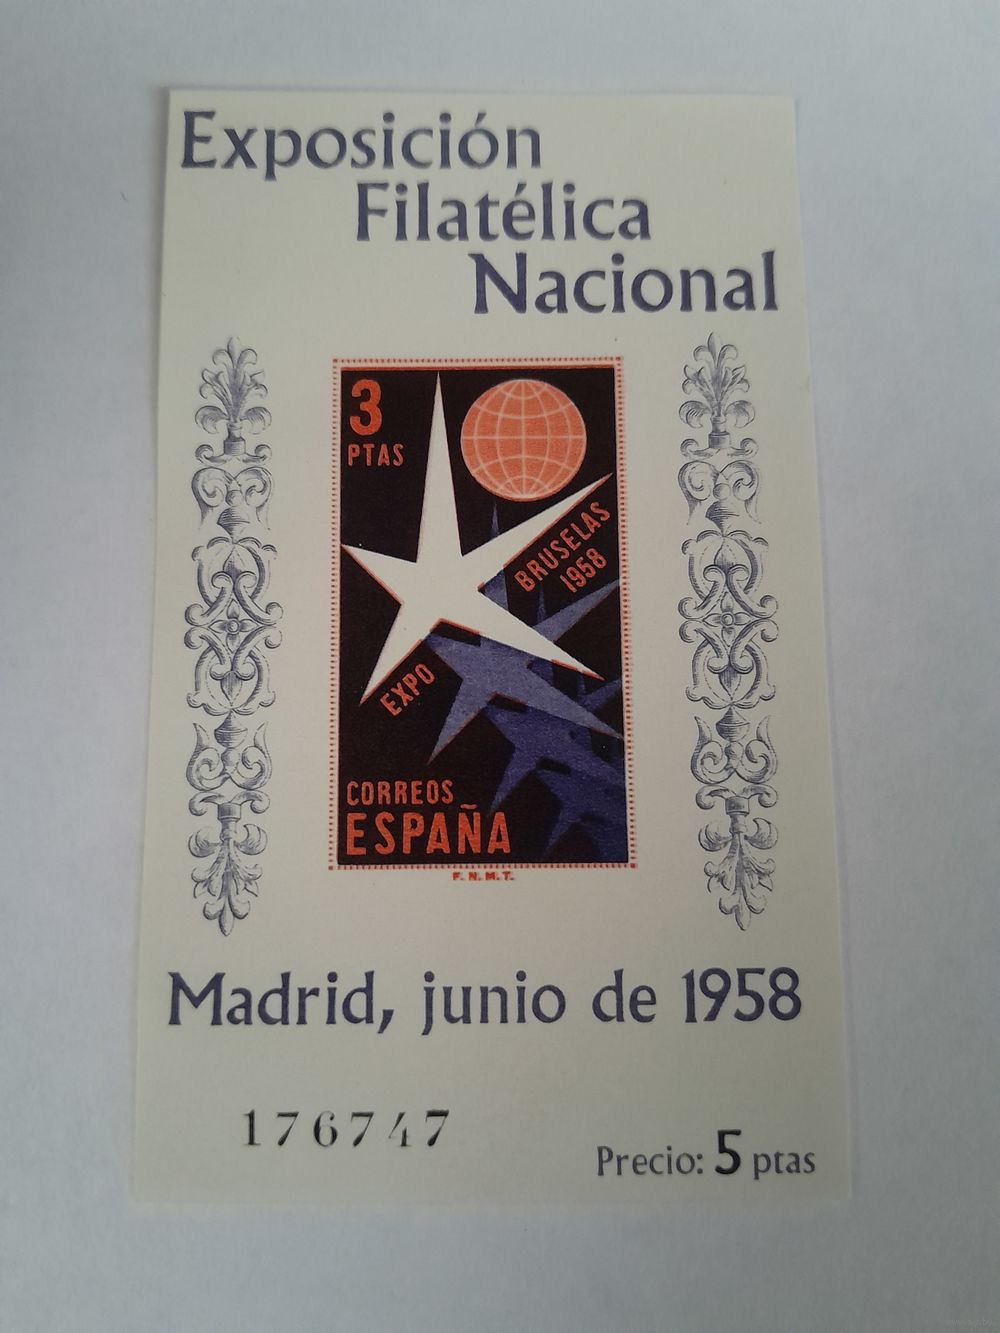 Exposición
Filatélica
Nacional
3
PTAS
BRUSELAS
1958
EXPO
CORREOS
ESPAÑA
F.N.M.T.
Madrid, junio de 1958
176747
Precio: 5 ptas